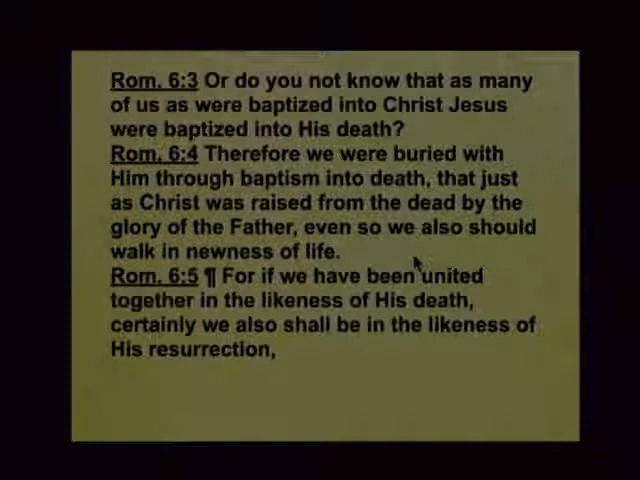 Rom. 6:3 Or do you not know that as many
of us as were baptized into Christ Jesus
were baptized into His death?
Rom. 6:4 Therefore we were buried with
Him through baptism into death, that just
as Christ was raised from the dead by the
glory of the Father, even so we also should
walk in newness of life.
Rom. 6:5 ¶ For if we have been united
together in the likeness of His death,
certainly we also shall be in the likeness of
His resurrection,